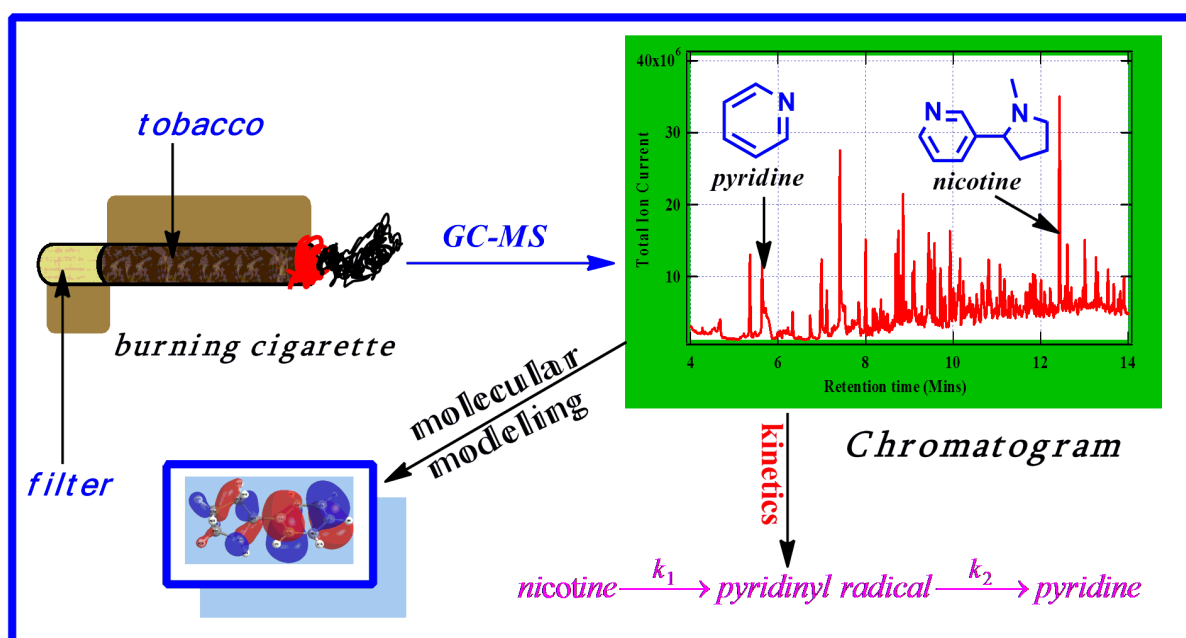 tobacco
filter
burning cigarette
GC-MS
molecular
modeling
40x10⁶
30
20
10
Total Ion Current
4
6
8
10
12
14
Retention time (Mins)
N
pyridine
N
N
nicotine
Chromatogram
kinetics
nicotine k₁ pyridinyl radical k₂ pyridine